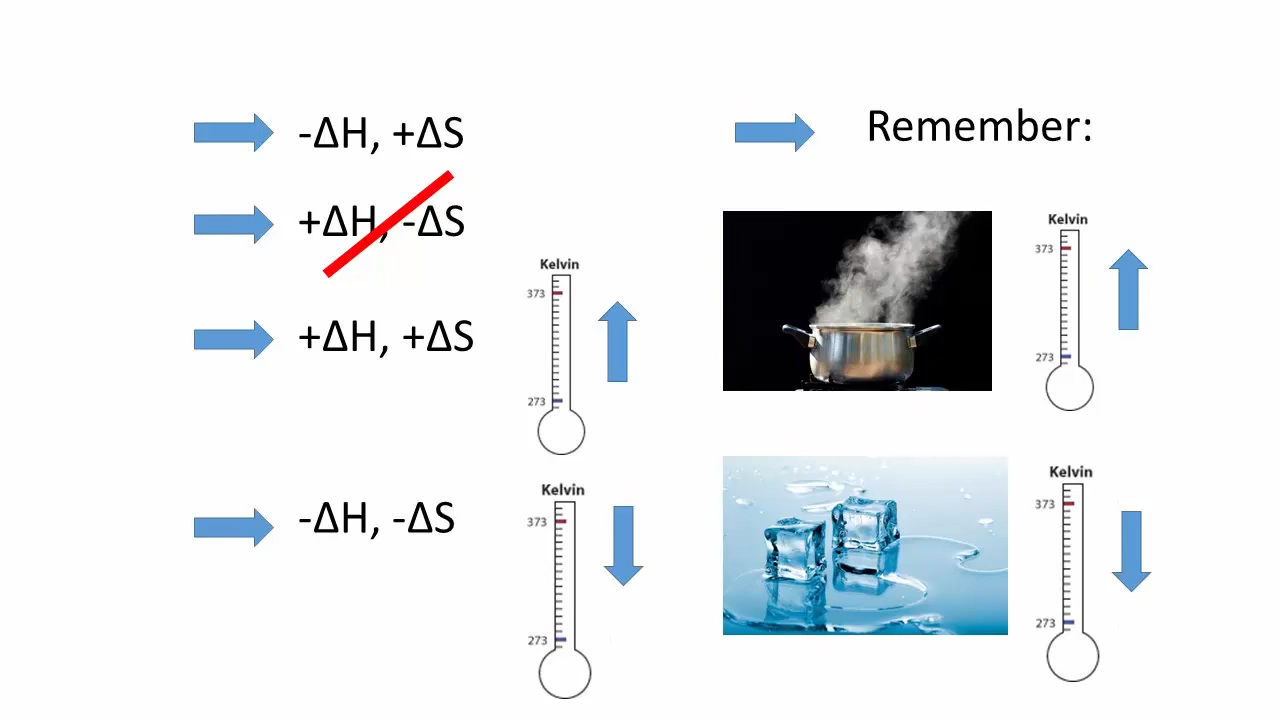 -ΔH, +ΔS
+ΔH, -ΔS
+ΔH, +ΔS
Kelvin
373
273
-ΔH, -ΔS
Kelvin
373
273
Remember:
Kelvin
373
273
Kelvin
373
273